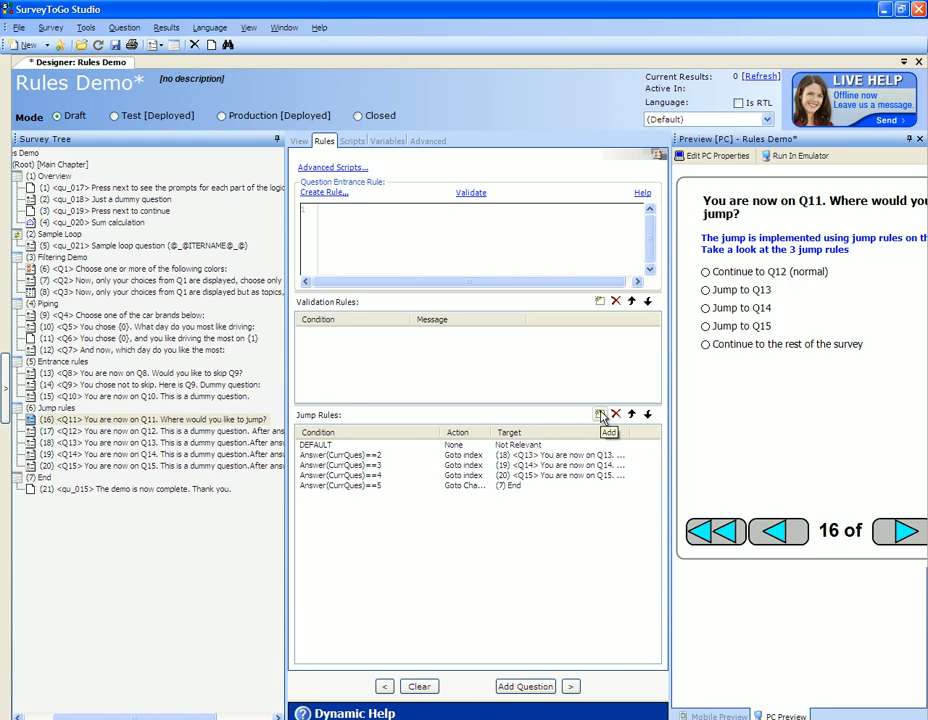 SurveyToGo Studio
File Survey Tools Question Results Language View Window Help
New
* Designer: Rules Demo
Rules Demo* [no description]
Current Results: 0 [Refresh]
Active In:
Language: Is RTL
(Default)
LIVE HELP
Offline now
Leave us a message.
Send >
Mode Draft Test [Deployed] Production [Deployed] Closed
Survey Tree
s Demo
(Root) [Main Chapter]
(1) Overview
(1) <qu_017> Press next to see the prompts for each part of the logic
(2) <qu_018> Just a dummy question
(3) <qu_019> Press next to continue
(4) <qu_020> Sum calculation
(2) Sample Loop
(5) <qu_021> Sample loop question (@_@ITERNAME@_@)
(3) Filtering Demo
(6) <Q1> Choose one or more of the following colors:
(7) <Q2> Now, only your choices from Q1 are displayed, choose only
(8) <Q3> Now, only your choices from Q1 are displayed but as topics,
(4) Piping
(9) <Q4> Choose one of the car brands below:
(10) <Q5> You chose {0}. What day do you most like driving:
(11) <Q6> You chose {0}, and you like driving the most on {1}
(12) <Q7> And now, which day do you like the most:
(5) Entrance rules
(13) <Q8> You are now on Q8. Would you like to skip Q9?
(14) <Q9> You chose not to skip. Here is Q9. Dummy question:
(15) <Q10> You are now on Q10. This is a dummy question.
(6) Jump rules
(16) <Q11> You are now on Q11. Where would you like to jump?
(17) <Q12> You are now on Q12. This is a dummy question. After ans
(18) <Q13> You are now on Q13. This is a dummy question.After ans
(19) <Q14> You are now on Q14. This is a dummy question.After ans
(20) <Q15> You are now on Q15. This is a dummy question.After ans
(7) End
(21) <qu_015> The demo is now complete. Thank you.
View Rules Scripts Variables Advanced
Advanced Scripts...
Question Entrance Rule:
Create Rule... Validate Help
1
Validation Rules:
Condition Message
Jump Rules:
Add
Condition Action Target
DEFAULT None Not Relevant
Answer(CurrQues)==2 Goto index (18) <Q13> You are now on Q13. ...
Answer(CurrQues)==3 Goto index (19) <Q14> You are now on Q14. ...
Answer(CurrQues)==4 Goto index (20) <Q15> You are now on Q15. ...
Answer(CurrQues)==5 Goto Cha... (7) End
< Clear Add Question >
Dynamic Help
Preview [PC] - Rules Demo*
Edit PC Properties Run In Emulator
You are now on Q11. Where would you
jump?
The jump is implemented using jump rules on th
Take a look at the 3 jump rules
Continue to Q12 (normal)
Jump to Q13
Jump to Q14
Jump to Q15
Continue to the rest of the survey
16 of
Mobile Preview PC Preview